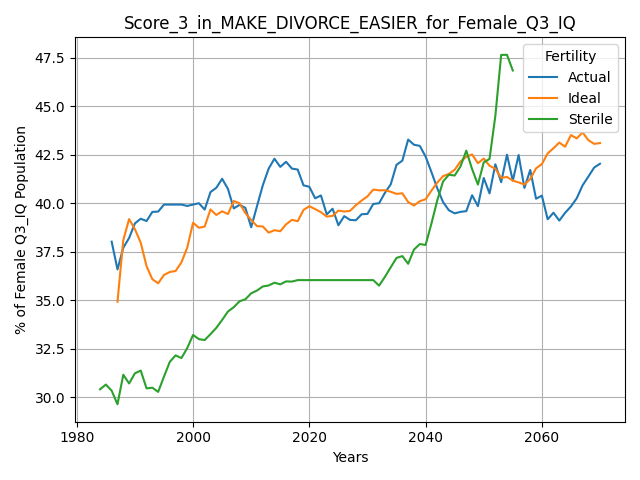 Score_3_in_MAKE_DIVORCE_EASIER_for_Female_Q3_IQ
% of Female Q3_IQ Population
47.5
45.0
42.5
40.0
37.5
35.0
32.5
30.0
Fertility
Actual
Ideal
Sterile
1980
2000
2020
2040
2060
Years